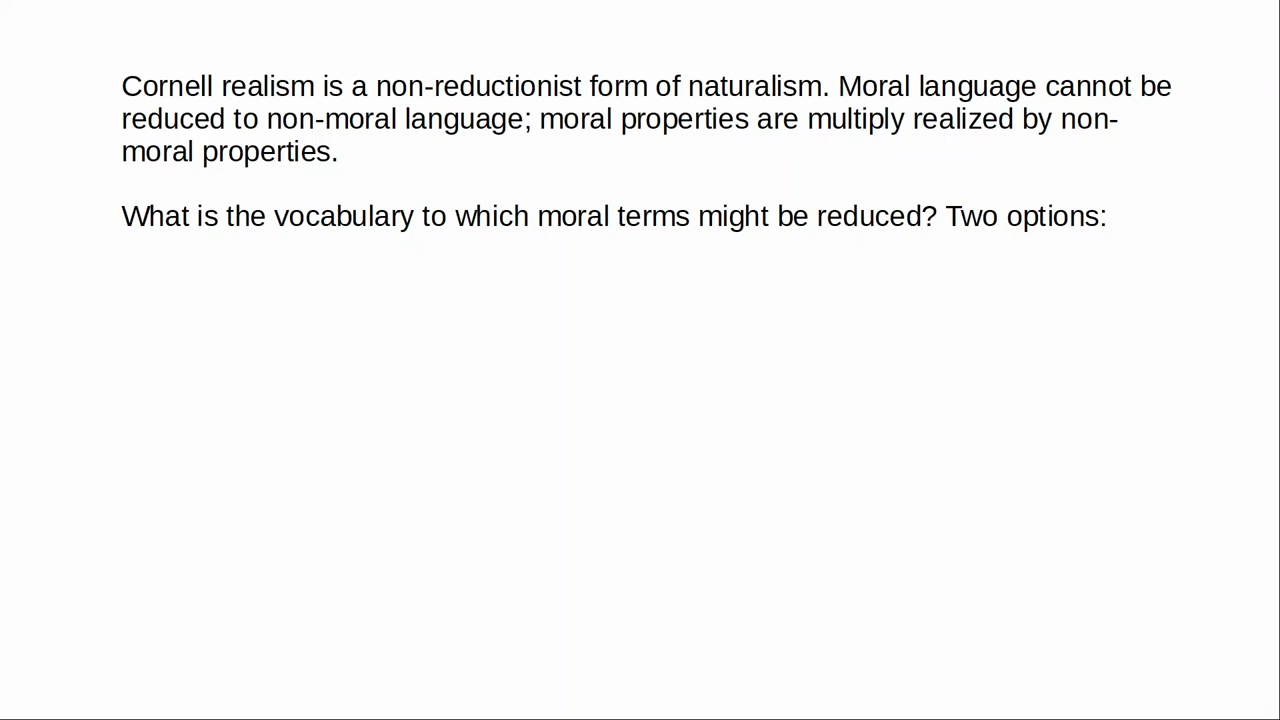 Cornell realism is a non-reductionist form of naturalism. Moral language cannot be
reduced to non-moral language; moral properties are multiply realized by non-
moral properties.
What is the vocabulary to which moral terms might be reduced? Two options: